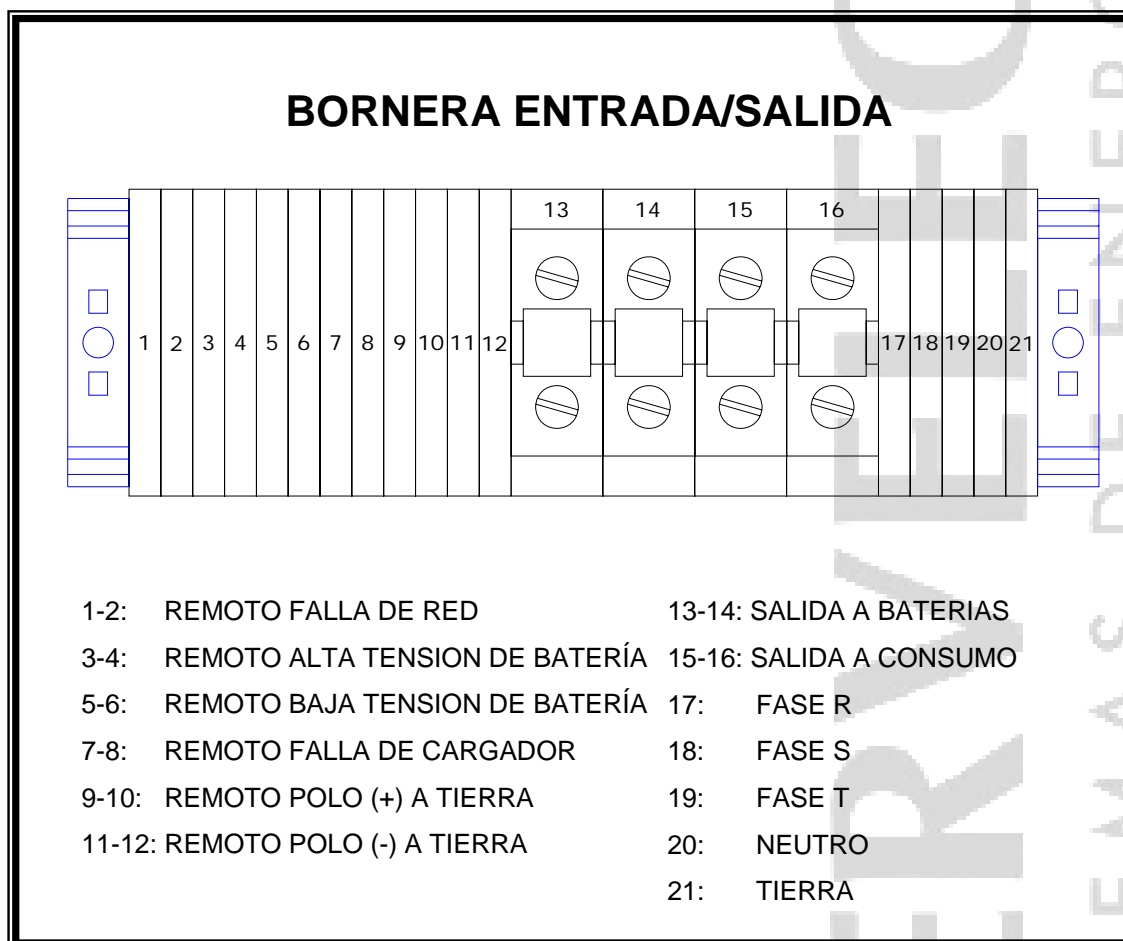 BORNERA ENTRADA/SALIDA
13 14 15 16
1 2 3 4 5 6 7 8 9 10 11 12 17 18 19 20 21
1-2: REMOTO FALLA DE RED
3-4: REMOTO ALTA TENSION DE BATERÍA
5-6: REMOTO BAJA TENSION DE BATERÍA
7-8: REMOTO FALLA DE CARGADOR
9-10: REMOTO POLO (+) A TIERRA
11-12: REMOTO POLO (-) A TIERRA
13-14: SALIDA A BATERIAS
15-16: SALIDA A CONSUMO
17: FASE R
18: FASE S
19: FASE T
20: NEUTRO
21: TIERRA